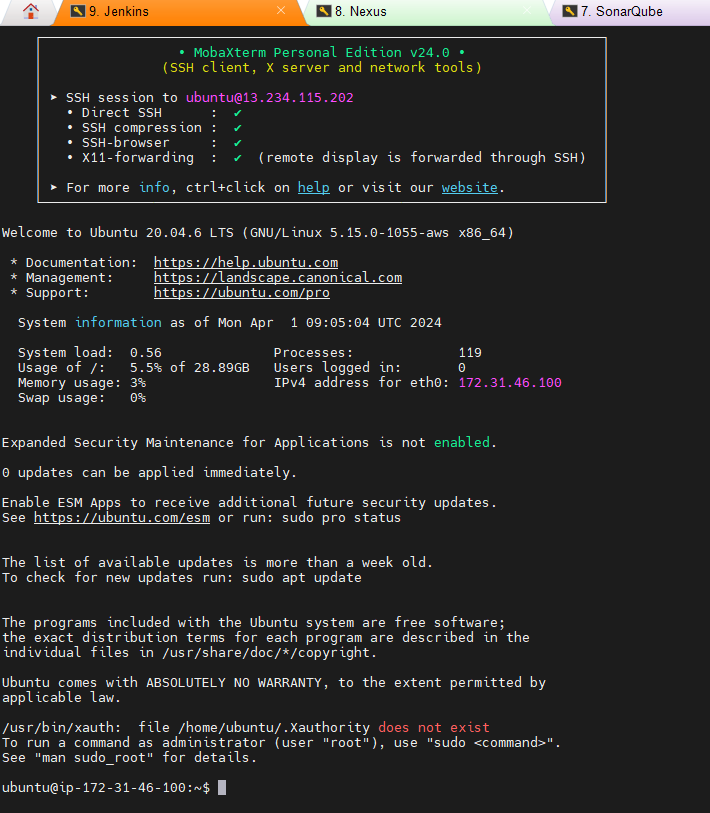 9. Jenkins
8. Nexus
7. SonarQube
• MobaXterm Personal Edition v24.0 •
(SSH client, X server and network tools)
➤ SSH session to ubuntu@13.234.115.202
• Direct SSH      :  ✔
• SSH compression :  ✔
• SSH-browser     :  ✔
• X11-forwarding  :  ✔  (remote display is forwarded through SSH)
➤ For more info, ctrl+click on help or visit our website.
Welcome to Ubuntu 20.04.6 LTS (GNU/Linux 5.15.0-1055-aws x86_64)
* Documentation:  https://help.ubuntu.com
* Management:     https://landscape.canonical.com
* Support:        https://ubuntu.com/pro
System information as of Mon Apr  1 09:05:04 UTC 2024
System load:  0.56              Processes:             119
Usage of /:   5.5% of 28.89GB   Users logged in:       0
Memory usage: 3%                IPv4 address for eth0: 172.31.46.100
Swap usage:   0%
Expanded Security Maintenance for Applications is not enabled.
0 updates can be applied immediately.
Enable ESM Apps to receive additional future security updates.
See https://ubuntu.com/esm or run: sudo pro status
The list of available updates is more than a week old.
To check for new updates run: sudo apt update
The programs included with the Ubuntu system are free software;
the exact distribution terms for each program are described in the
individual files in /usr/share/doc/*/copyright.
Ubuntu comes with ABSOLUTELY NO WARRANTY, to the extent permitted by
applicable law.
/usr/bin/xauth:  file /home/ubuntu/.Xauthority does not exist
To run a command as administrator (user "root"), use "sudo <command>".
See "man sudo_root" for details.
ubuntu@ip-172-31-46-100:~$